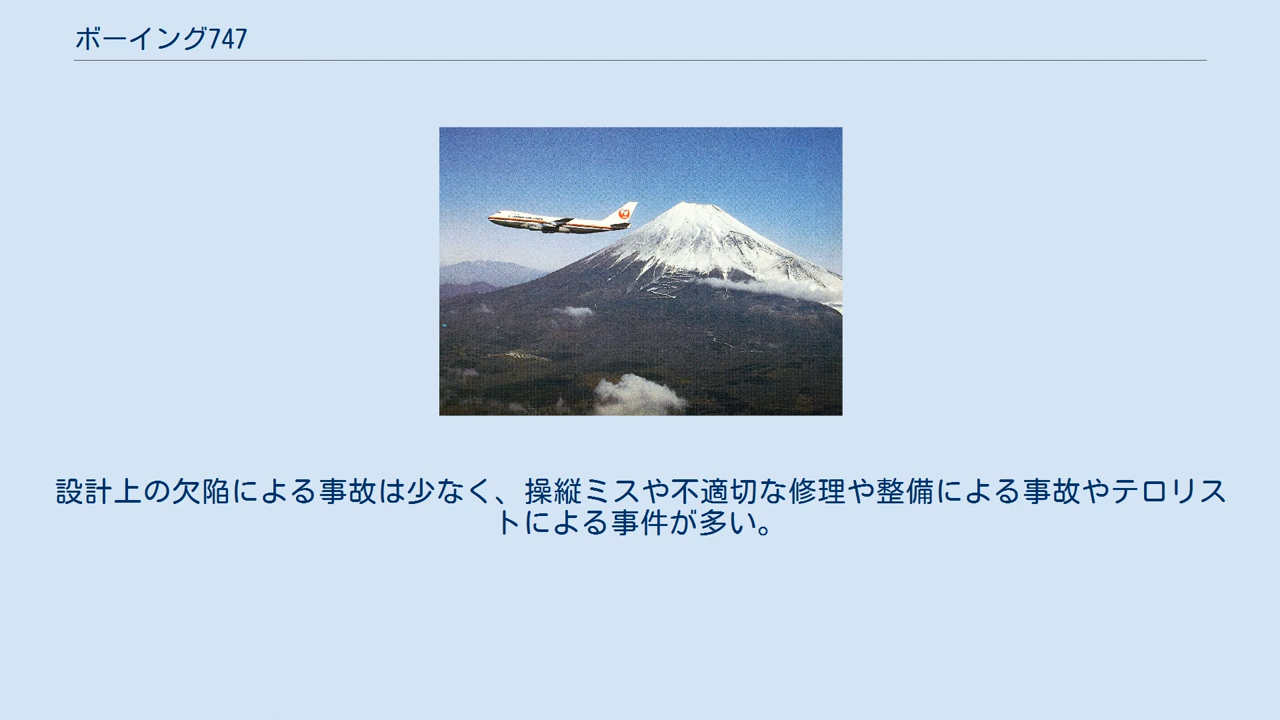 ボーイング747
設計上の欠陥による事故は少なく、操縦ミスや不適切な修理や整備による事故やテロリス
トによる事件が多い。